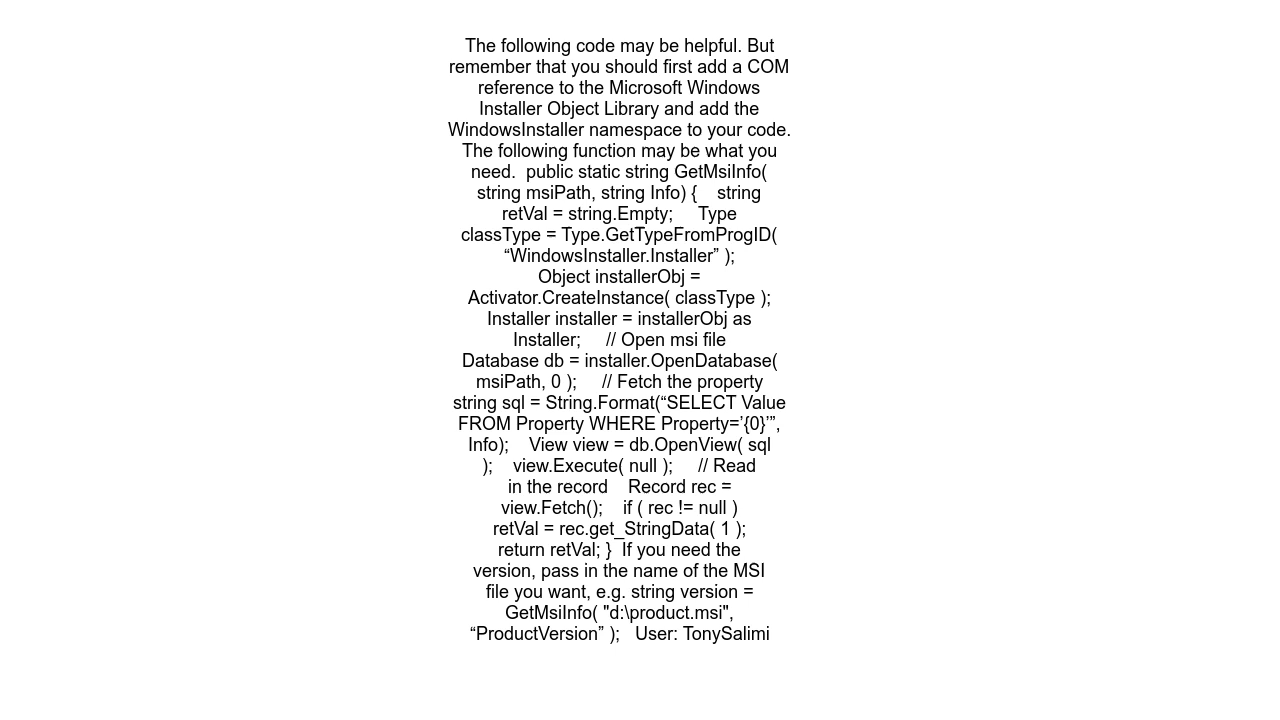 The following code may be helpful. But
remember that you should first add a COM
reference to the Microsoft Windows
Installer Object Library and add the
WindowsInstaller namespace to your code.
The following function may be what you
need.  public static string GetMsiInfo(
string msiPath, string Info) {    string
retVal = string.Empty;     Type
classType = Type.GetTypeFromProgID(
“WindowsInstaller.Installer” );
Object installerObj =
Activator.CreateInstance( classType );
Installer installer = installerObj as
Installer;     // Open msi file
Database db = installer.OpenDatabase(
msiPath, 0 );     // Fetch the property
string sql = String.Format(“SELECT Value
FROM Property WHERE Property=’{0}’”,
Info);    View view = db.OpenView( sql
);    view.Execute( null );     // Read
in the record    Record rec =
view.Fetch();    if ( rec != null )
retVal = rec.get_StringData( 1 );
return retVal; }  If you need the
version, pass in the name of the MSI
file you want, e.g. string version =
GetMsiInfo( "d:\product.msi",
“ProductVersion” );   User: TonySalimi